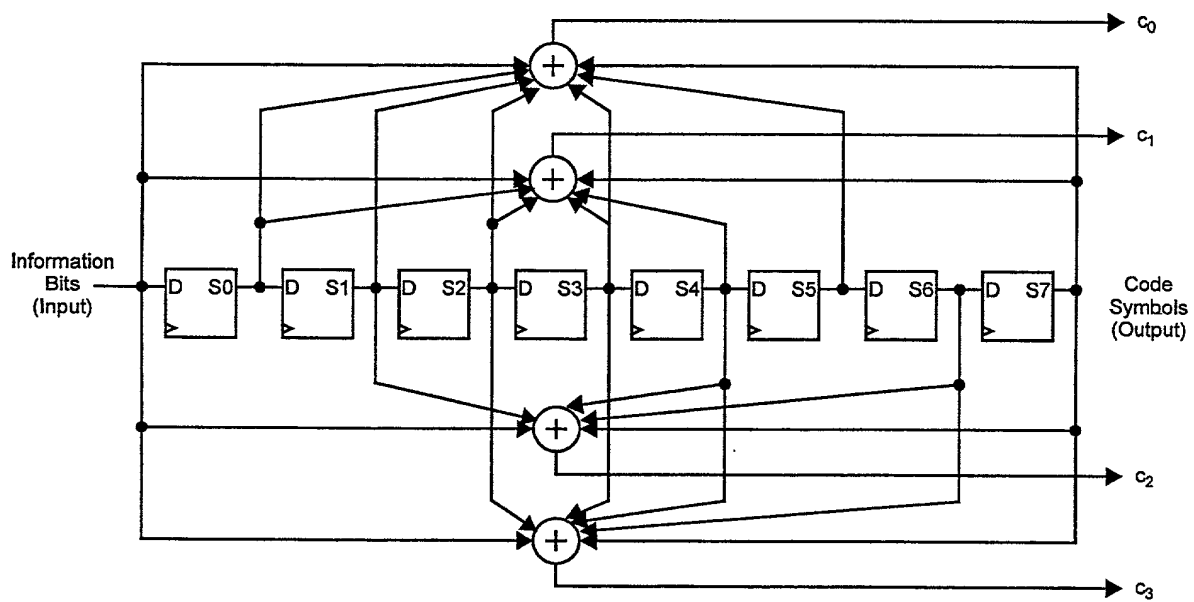 c0
+
c1
+
Information
Bits
(Input)
D S0 D S1 D S2 D S3 D S4 D S5 D S6 D S7
Code
Symbols
(Output)
+
c2
+
c3